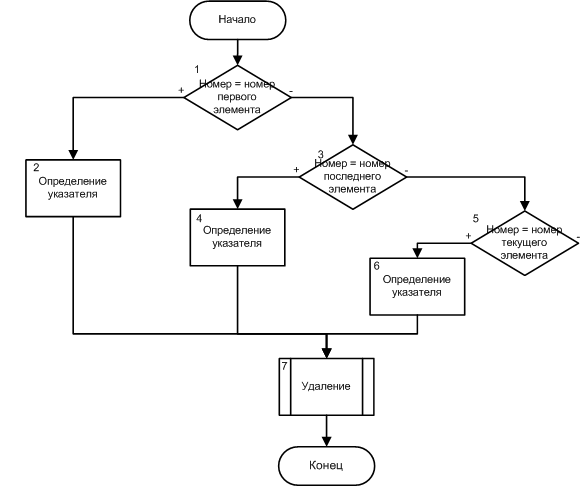 Начало
1
Номер = номер
первого
элемента
+
-
2
Определение
указателя
3
Номер = номер
последнего
элемента
+
-
4
Определение
указателя
5
Номер = номер
текущего
элемента
+
-
6
Определение
указателя
7
Удаление
Конец